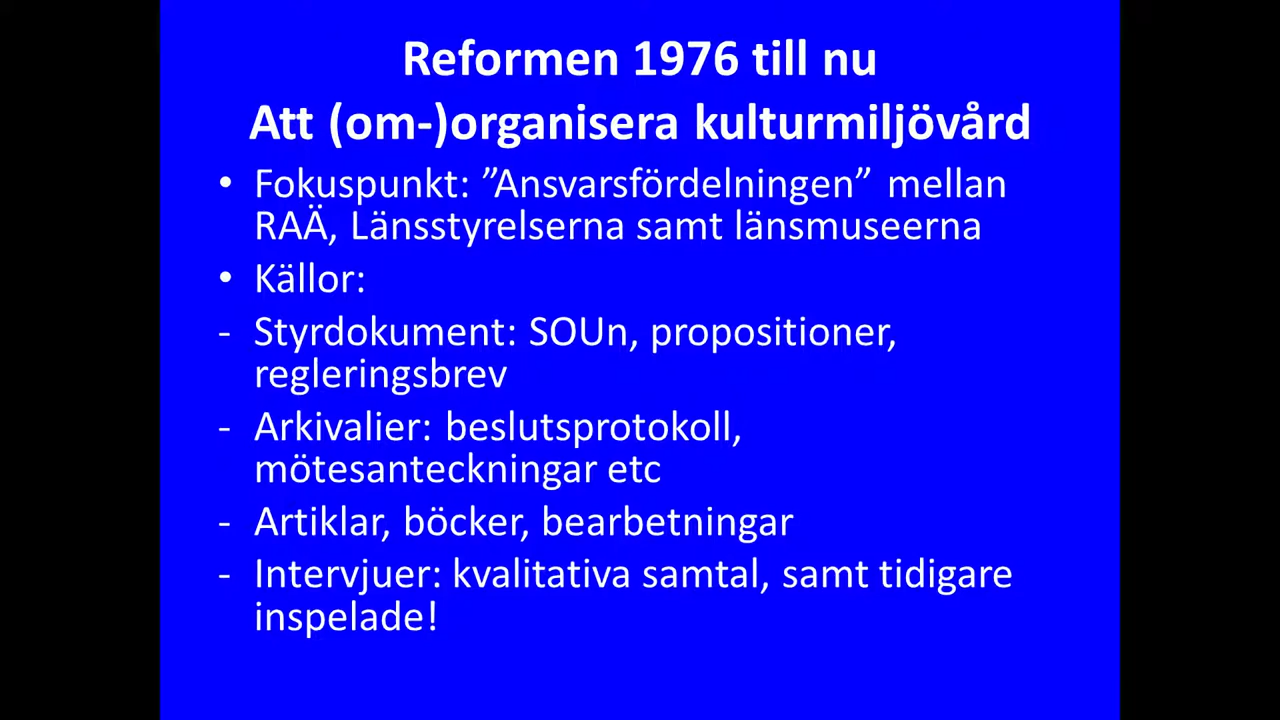 Reformen 1976 till nu
Att (om-)organisera kulturmiljövård
• Fokuspunkt: ”Ansvarsfördelningen” mellan
RAÄ, Länsstyrelserna samt länsmuseerna
• Källor:
- Styrdokument: SOUn, propositioner,
regleringsbrev
- Arkivalier: beslutsprotokoll,
mötesanteckningar etc
- Artiklar, böcker, bearbetningar
- Intervjuer: kvalitativa samtal, samt tidigare
inspelade!